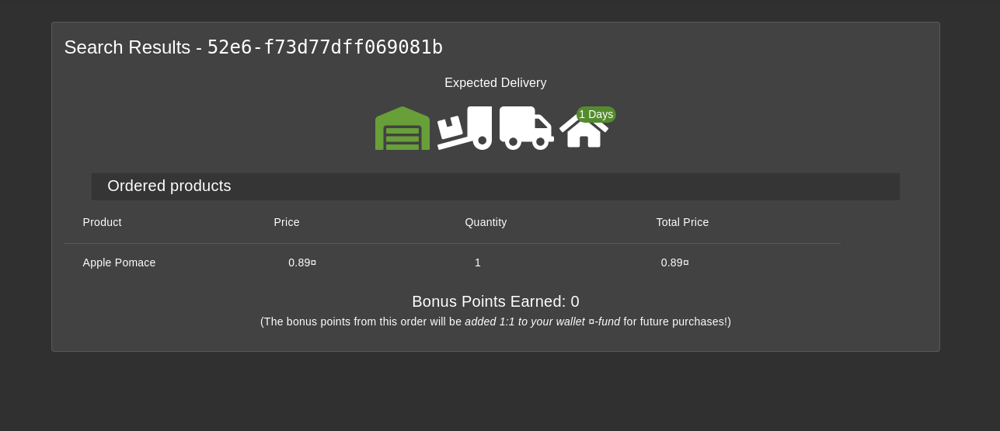 Search Results - 52e6-f73d77dff069081b
Expected Delivery
1 Days
Ordered products
Product Price Quantity Total Price
Apple Pomace 0.89¤ 1 0.89¤
Bonus Points Earned: 0
(The bonus points from this order will be added 1:1 to your wallet ¤-fund for future purchases!)